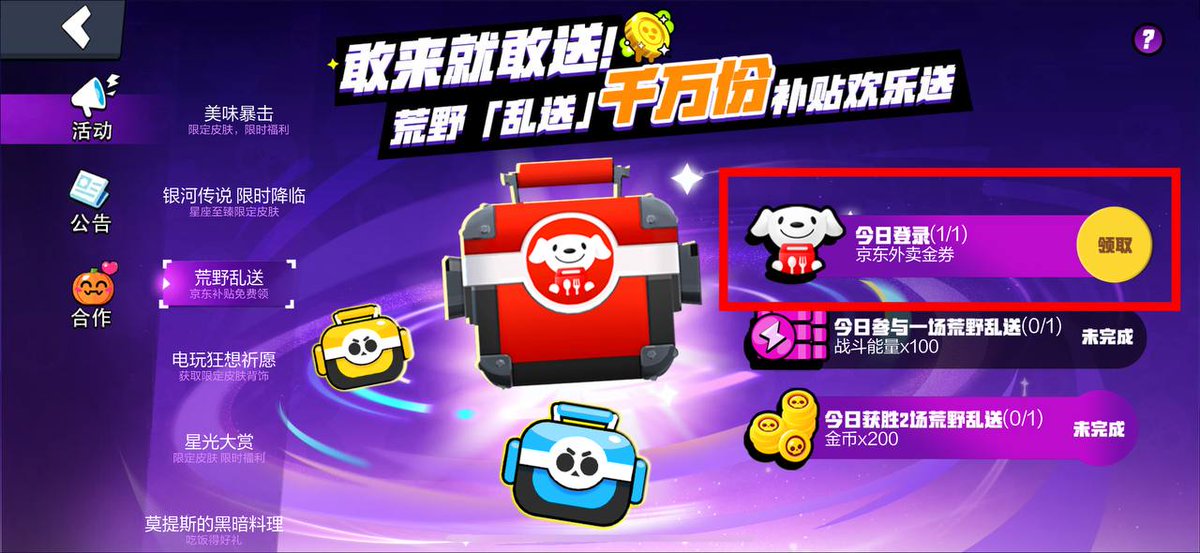 敢来就敢送!
荒野「乱送」千万份补贴欢乐送
?
活动
公告
合作
美味暴击
限定皮肤，限时福利
银河传说 限时降临
星座至臻限定皮肤
荒野乱送
京东补贴免费领
电玩狂想祈愿
获取限定皮肤背饰
星光大赏
限定皮肤 限时福利
莫提斯的黑暗料理
吃饭得好礼
今日登录(1/1)
京东外卖金券
领取
今日参与一场荒野乱送(0/1)
战斗能量x100
未完成
今日获胜2场荒野乱送(0/1)
金币x200
未完成